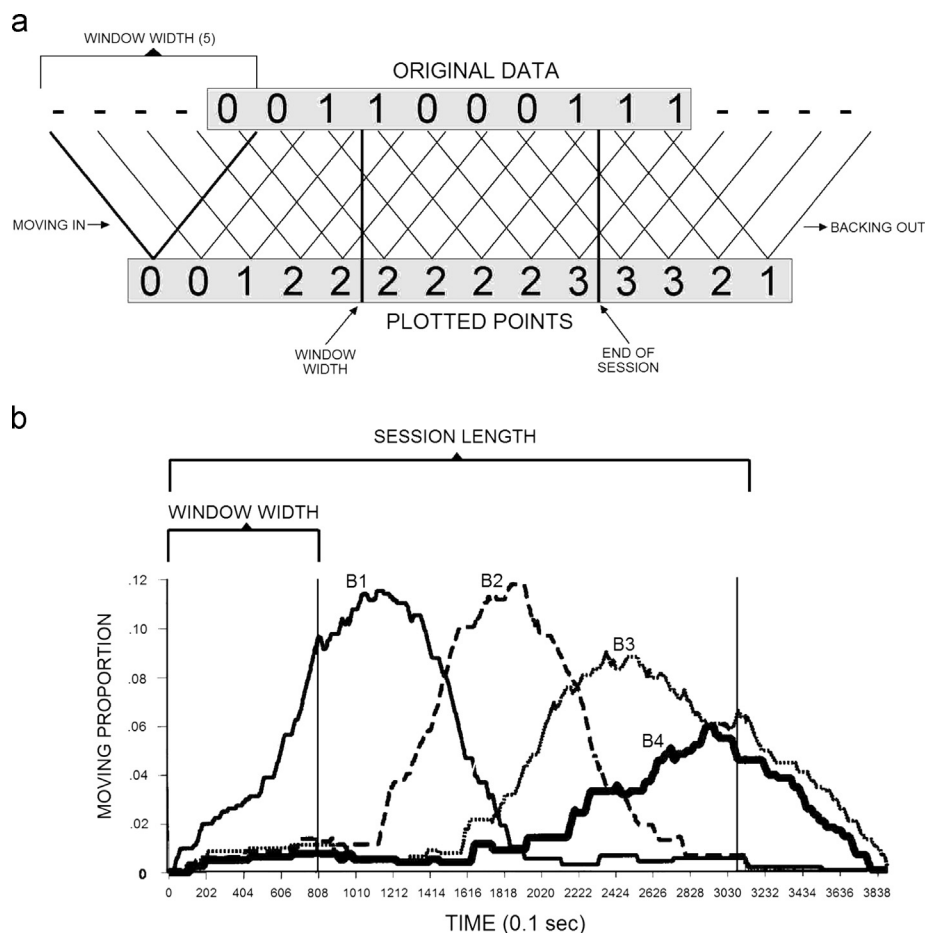 a
WINDOW WIDTH (5)
ORIGINAL DATA
- - - - 0 0 1 1 0 0 0 1 1 1 - - - -
MOVING IN
BACKING OUT
0 0 1 2 2 2 2 2 2 3 3 3 2 1
PLOTTED POINTS
WINDOW WIDTH
END OF SESSION
b
SESSION LENGTH
WINDOW WIDTH
MOVING PROPORTION
.12
.10
.08
.06
.04
.02
0
B1
B2
B3
B4
0 202 404 606 808 1010 1212 1414 1616 1818 2020 2222 2424 2626 2828 3030 3232 3434 3636 3838
TIME (0.1 sec)